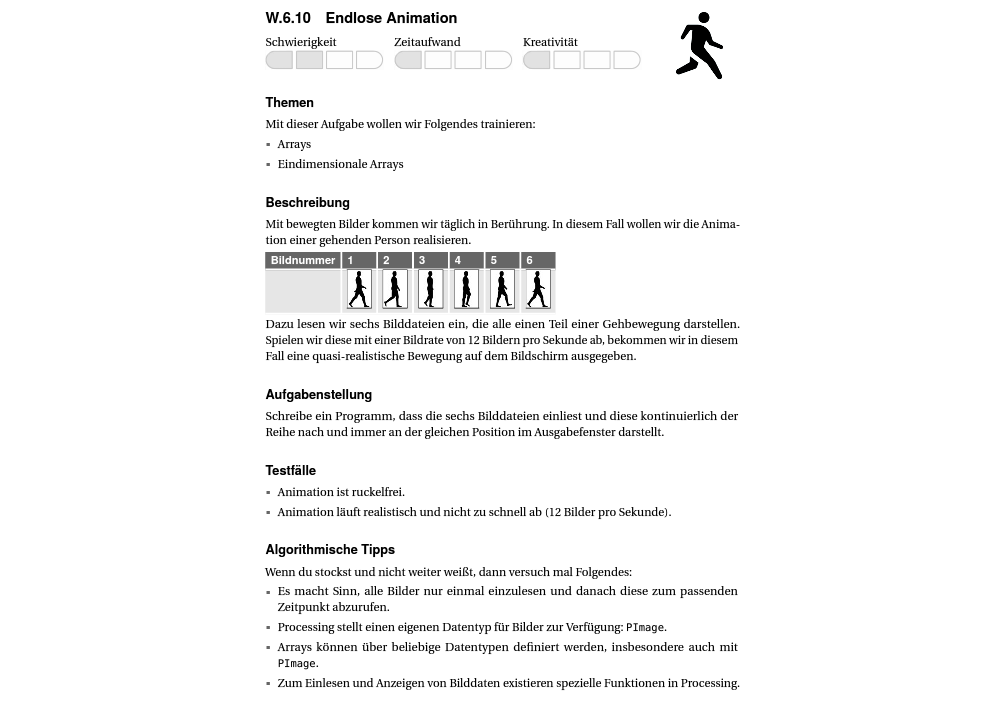 W.6.10 Endlose Animation
Schwierigkeit Zeitaufwand Kreativität
Themen
Mit dieser Aufgabe wollen wir Folgendes trainieren:
▪ Arrays
▪ Eindimensionale Arrays
Beschreibung
Mit bewegten Bilder kommen wir täglich in Berührung. In diesem Fall wollen wir die Anima-
tion einer gehenden Person realisieren.
Bildnummer 1 2 3 4 5 6
Dazu lesen wir sechs Bilddateien ein, die alle einen Teil einer Gehbewegung darstellen.
Spielen wir diese mit einer Bildrate von 12 Bildern pro Sekunde ab, bekommen wir in diesem
Fall eine quasi-realistische Bewegung auf dem Bildschirm ausgegeben.
Aufgabenstellung
Schreibe ein Programm, dass die sechs Bilddateien einliest und diese kontinuierlich der
Reihe nach und immer an der gleichen Position im Ausgabefenster darstellt.
Testfälle
▪ Animation ist ruckelfrei.
▪ Animation läuft realistisch und nicht zu schnell ab (12 Bilder pro Sekunde).
Algorithmische Tipps
Wenn du stockst und nicht weiter weißt, dann versuch mal Folgendes:
▪ Es macht Sinn, alle Bilder nur einmal einzulesen und danach diese zum passenden
Zeitpunkt abzurufen.
▪ Processing stellt einen eigenen Datentyp für Bilder zur Verfügung: PImage.
▪ Arrays können über beliebige Datentypen definiert werden, insbesondere auch mit
PImage.
▪ Zum Einlesen und Anzeigen von Bilddaten existieren spezielle Funktionen in Processing.